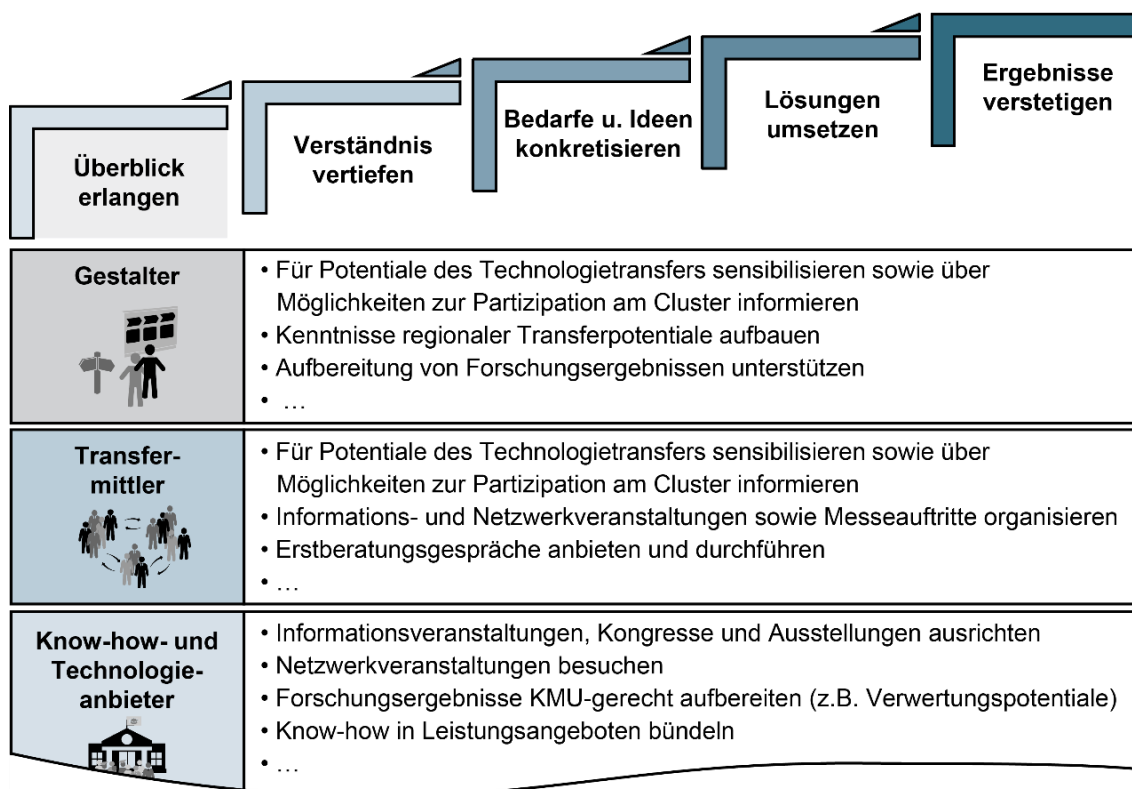 Überblick
erlangen
Verständnis
vertiefen
Bedarfe u. Ideen
konkretisieren
Lösungen
umsetzen
Ergebnisse
verstetigen
Gestalter
• Für Potentiale des Technologietransfers sensibilisieren sowie über
Möglichkeiten zur Partizipation am Cluster informieren
• Kenntnisse regionaler Transferpotentiale aufbauen
• Aufbereitung von Forschungsergebnissen unterstützen
• …
Transfer-
mittler
• Für Potentiale des Technologietransfers sensibilisieren sowie über
Möglichkeiten zur Partizipation am Cluster informieren
• Informations- und Netzwerkveranstaltungen sowie Messeauftritte organisieren
• Erstberatungsgespräche anbieten und durchführen
• …
Know-how- und
Technologie-
anbieter
• Informationsveranstaltungen, Kongresse und Ausstellungen ausrichten
• Netzwerkveranstaltungen besuchen
• Forschungsergebnisse KMU-gerecht aufbereiten (z.B. Verwertungspotentiale)
• Know-how in Leistungsangeboten bündeln
• …